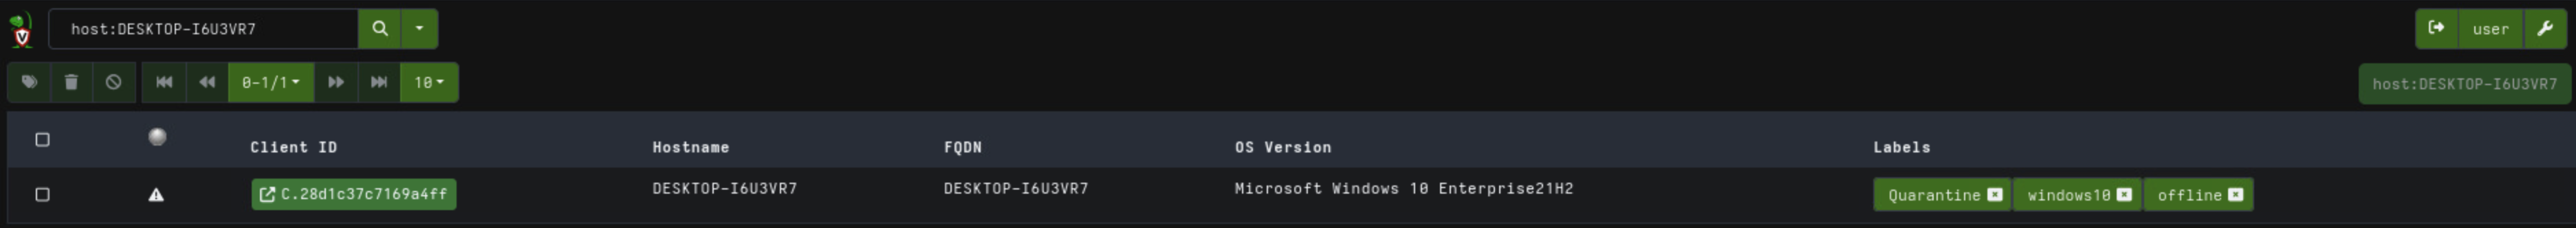 host:DESKTOP-I6U3VR7
user
0-1/1
10
host:DESKTOP-I6U3VR7
Client ID Hostname FQDN OS Version Labels
C.28d1c37c7169a4ff DESKTOP-I6U3VR7 DESKTOP-I6U3VR7 Microsoft Windows 10 Enterprise21H2 Quarantine windows10 offline